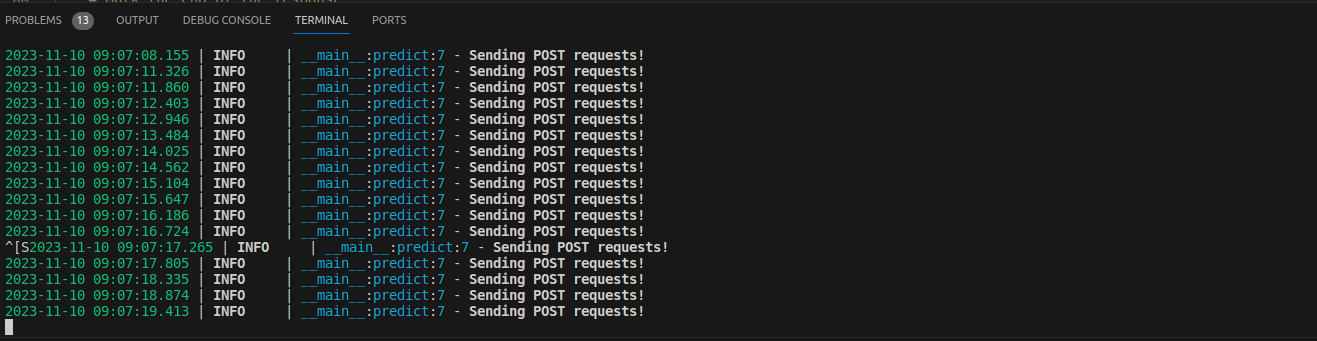 PROBLEMS 13 OUTPUT DEBUG CONSOLE TERMINAL PORTS
2023-11-10 09:07:08.155 | INFO     | __main__:predict:7 - Sending POST requests!
2023-11-10 09:07:11.326 | INFO     | __main__:predict:7 - Sending POST requests!
2023-11-10 09:07:11.860 | INFO     | __main__:predict:7 - Sending POST requests!
2023-11-10 09:07:12.403 | INFO     | __main__:predict:7 - Sending POST requests!
2023-11-10 09:07:12.946 | INFO     | __main__:predict:7 - Sending POST requests!
2023-11-10 09:07:13.484 | INFO     | __main__:predict:7 - Sending POST requests!
2023-11-10 09:07:14.025 | INFO     | __main__:predict:7 - Sending POST requests!
2023-11-10 09:07:14.562 | INFO     | __main__:predict:7 - Sending POST requests!
2023-11-10 09:07:15.104 | INFO     | __main__:predict:7 - Sending POST requests!
2023-11-10 09:07:15.647 | INFO     | __main__:predict:7 - Sending POST requests!
2023-11-10 09:07:16.186 | INFO     | __main__:predict:7 - Sending POST requests!
2023-11-10 09:07:16.724 | INFO     | __main__:predict:7 - Sending POST requests!
^[S2023-11-10 09:07:17.265 | INFO     | __main__:predict:7 - Sending POST requests!
2023-11-10 09:07:17.805 | INFO     | __main__:predict:7 - Sending POST requests!
2023-11-10 09:07:18.335 | INFO     | __main__:predict:7 - Sending POST requests!
2023-11-10 09:07:18.874 | INFO     | __main__:predict:7 - Sending POST requests!
2023-11-10 09:07:19.413 | INFO     | __main__:predict:7 - Sending POST requests!